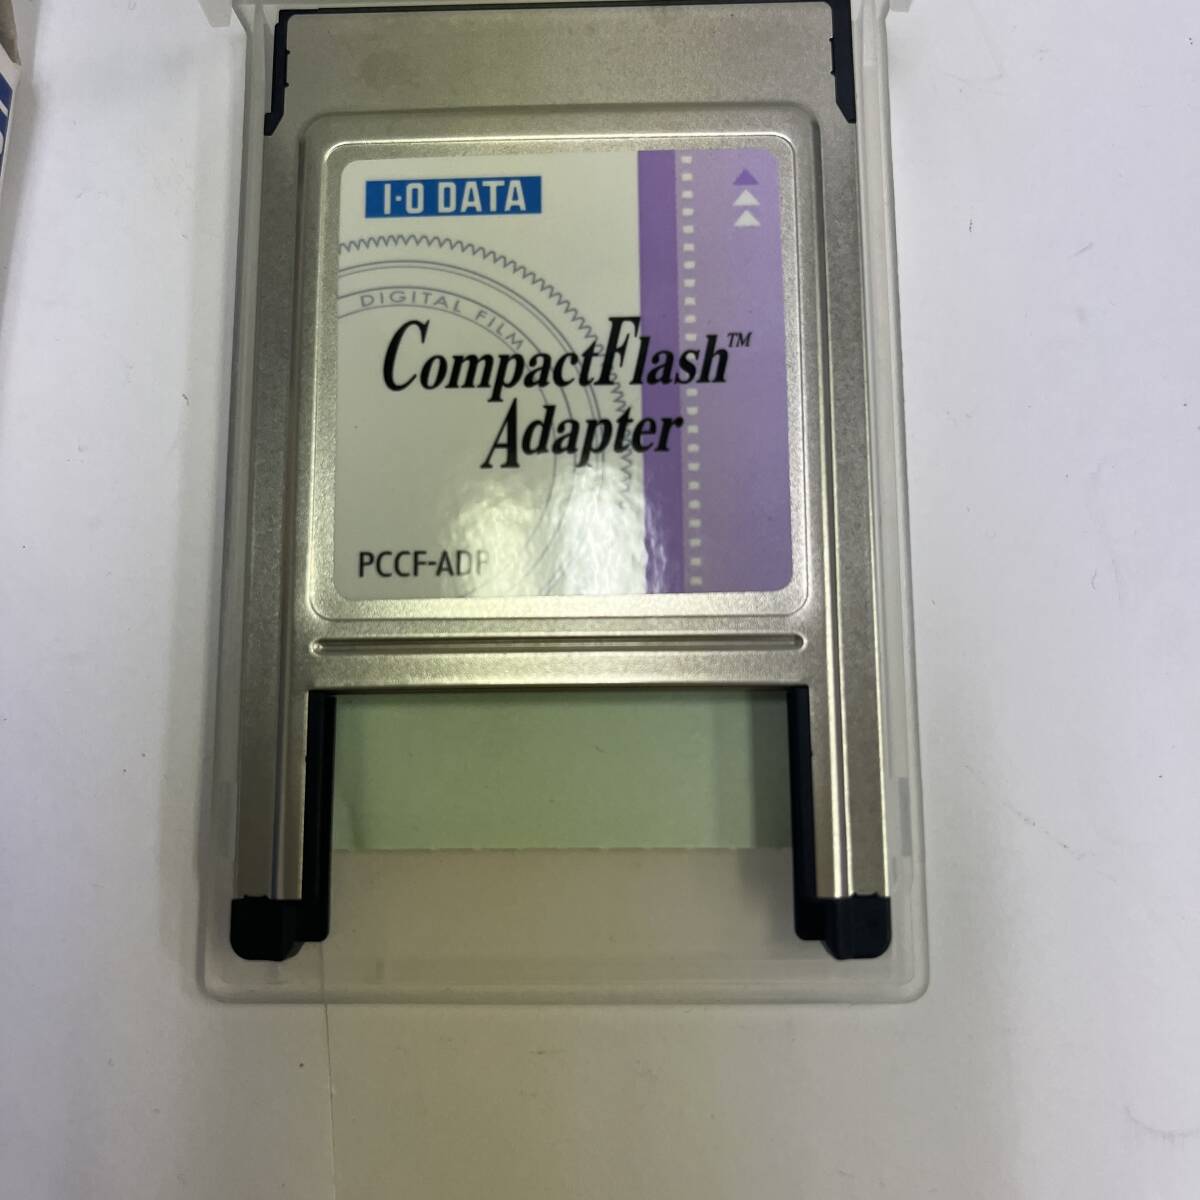 I·O DATA
DIGITAL FILM
CompactFlash™
Adapter
PCCF-ADP